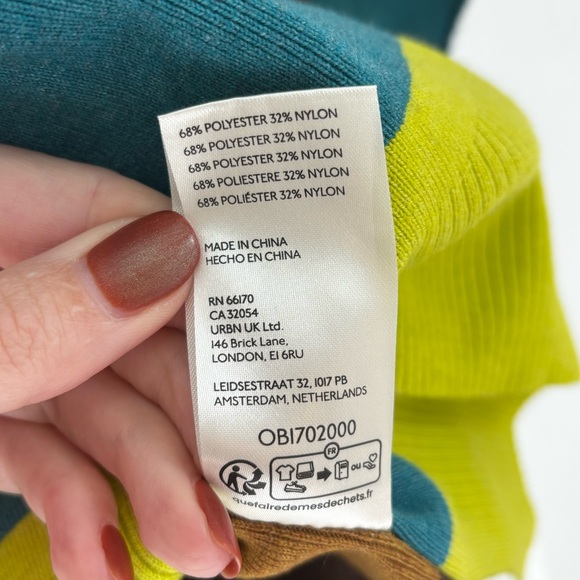 68% POLYESTER 32% NYLON
68% POLYESTER 32% NYLON
68% POLYESTER 32% NYLON
68% POLIESTERE 32% NYLON
68% POLIÉSTER 32% NYLON
MADE IN CHINA
HECHO EN CHINA
RN 66170
CA 32054
URBN UK Ltd.
146 Brick Lane,
LONDON, E1 6RU
LEIDSESTRAAT 32, 1017 PB
AMSTERDAM, NETHERLANDS
OB1702000
FR
ou
quefairedemesdechets.fr